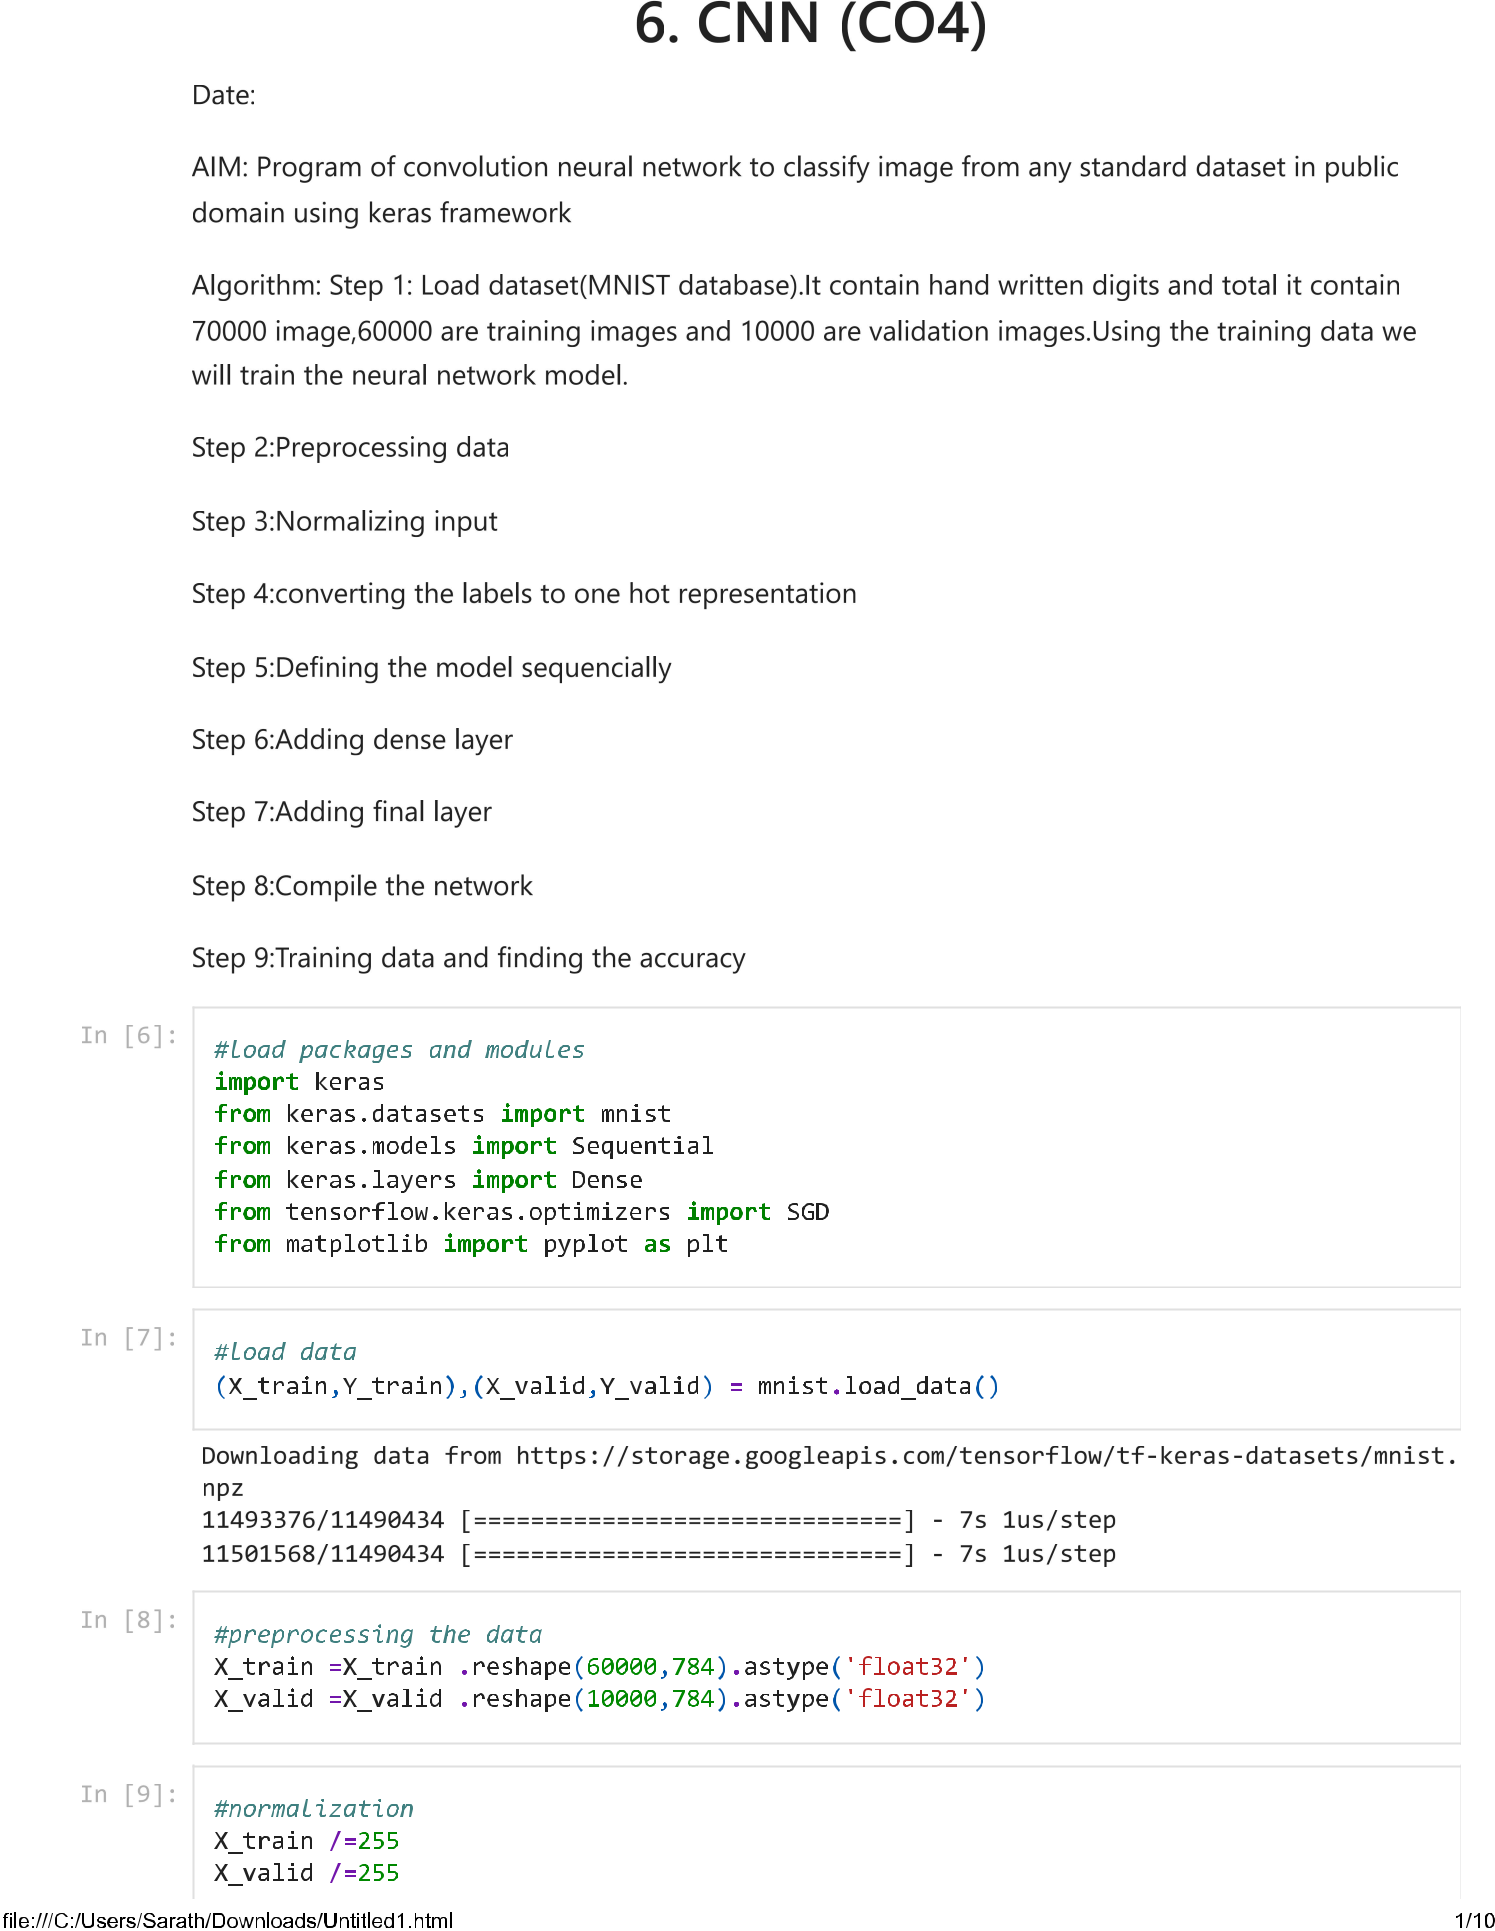 6. CNN (CO4)
Date:
AIM: Program of convolution neural network to classify image from any standard dataset in public
domain using keras framework
Algorithm: Step 1: Load dataset(MNIST database).It contain hand written digits and total it contain
70000 image,60000 are training images and 10000 are validation images.Using the training data we
will train the neural network model.
Step 2:Preprocessing data
Step 3:Normalizing input
Step 4:converting the labels to one hot representation
Step 5:Defining the model sequencially
Step 6:Adding dense layer
Step 7:Adding final layer
Step 8:Compile the network
Step 9:Training data and finding the accuracy
In [6]:
#load packages and modules
import keras
from keras.datasets import mnist
from keras.models import Sequential
from keras.layers import Dense
from tensorflow.keras.optimizers import SGD
from matplotlib import pyplot as plt
In [7]:
#load data
(X_train,Y_train),(X_valid,Y_valid) = mnist.load_data()
Downloading data from https://storage.googleapis.com/tensorflow/tf-keras-datasets/mnist.
npz
11493376/11490434 [==============================] - 7s 1us/step
11501568/11490434 [==============================] - 7s 1us/step
In [8]:
#preprocessing the data
X_train =X_train .reshape(60000,784).astype('float32')
X_valid =X_valid .reshape(10000,784).astype('float32')
In [9]:
#normalization
X_train /=255
X_valid /=255
file:///C:/Users/Sarath/Downloads/Untitled1.html 1/10